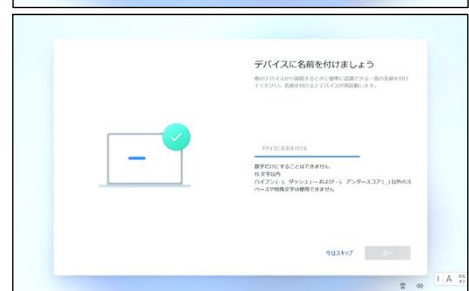 デバイスに名前を付けましょう
他のデバイスから接続するときに簡単に認識できる一意の名前を付け
てください。名前を付けるとデバイスが再起動します。
デバイスに名前を付ける
数字だけにすることはできません
15 文字以内
ハイフン (-)、ダッシュ (— および –)、アンダースコア (_) 以外のス
ペースや特殊文字は使用できません
今はスキップ
次へ
A